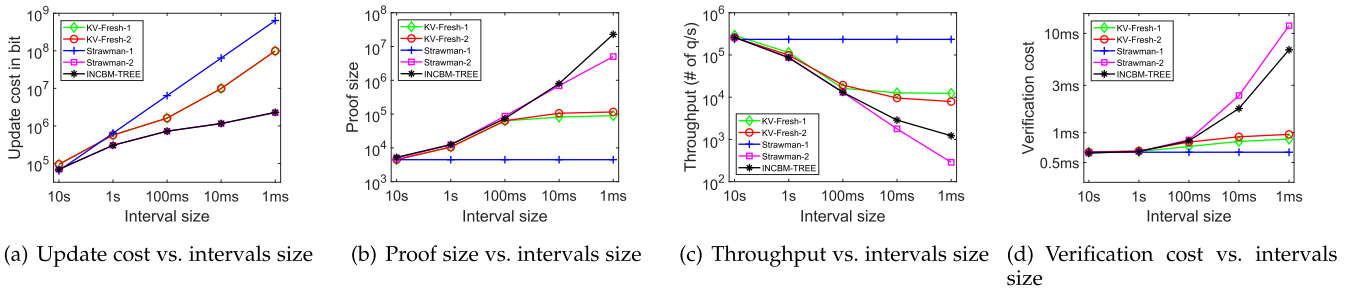 Update cost in bit
10^9
10^8
10^7
10^6
10^5
KV-Fresh-1
KV-Fresh-2
Strawman-1
INCBM-TREE
10s 1s 100ms 10ms 1ms
Interval size
(a) Update cost vs. intervals size
Proof size
10^8
10^7
10^6
10^5
10^4
10^3
KV-Fresh-1
KV-Fresh-2
Strawman-1
Strawman-2
INCBM-TREE
10s 1s 100ms 10ms 1ms
Interval size
(b) Proof size vs. intervals size
Throughput (# of q/s)
10^6
10^5
10^4
10^3
10^2
KV-Fresh-1
KV-Fresh-2
Strawman-1
Strawman-2
INCBM-TREE
10s 1s 100ms 10ms 1ms
Interval size
(c) Throughput vs. intervals size
Verification cost
10ms
3ms
1ms
0.5ms
KV-Fresh-1
KV-Fresh-2
Strawman-1
Strawman-2
INCBM-TREE
10s 1s 100ms 10ms 1ms
Interval size
(d) Verification cost vs. intervals
size